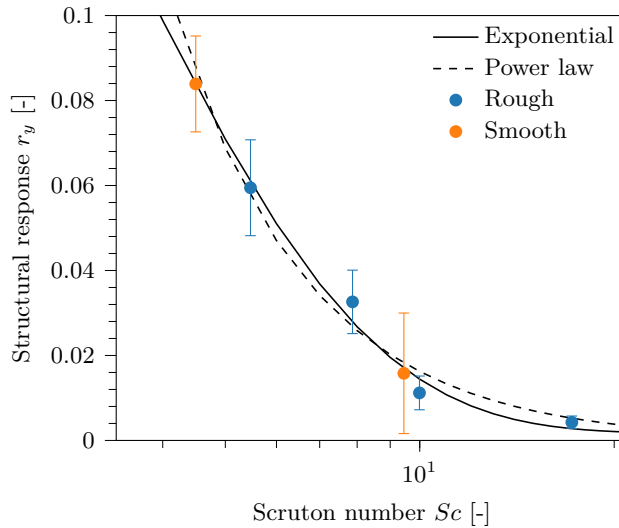 Exponential
Power law
Rough
Smooth
0.1
0.08
0.06
0.04
0.02
0
Structural response r_y [-]
10^1
Scruton number Sc [-]